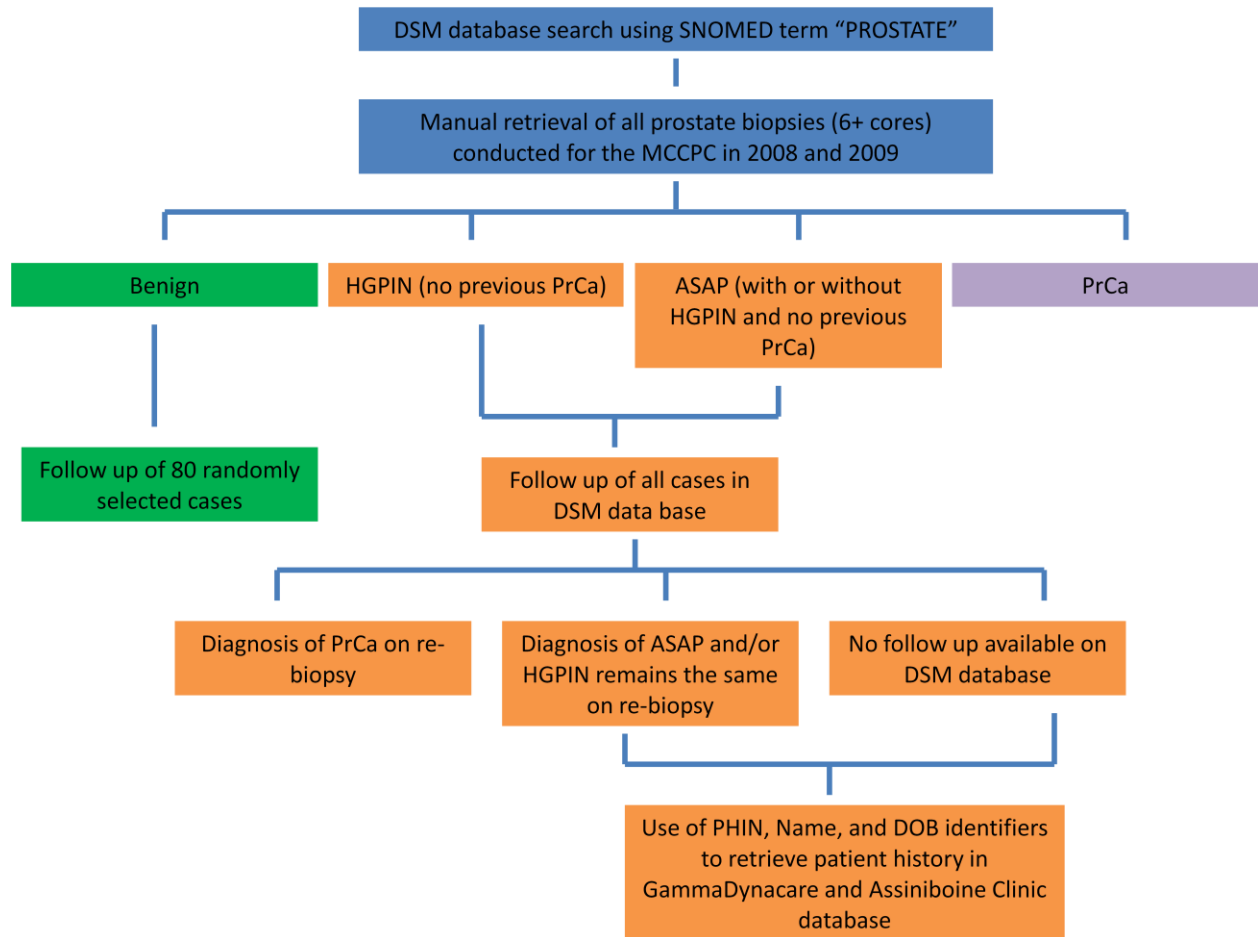 DSM database search using SNOMED term “PROSTATE”
Manual retrieval of all prostate biopsies (6+ cores)
conducted for the MCCPC in 2008 and 2009
Benign
HGPIN (no previous PrCa)
ASAP (with or without
HGPIN and no previous
PrCa)
PrCa
Follow up of 80 randomly
selected cases
Follow up of all cases in
DSM data base
Diagnosis of PrCa on re-
biopsy
Diagnosis of ASAP and/or
HGPIN remains the same
on re-biopsy
No follow up available on
DSM database
Use of PHIN, Name, and DOB identifiers
to retrieve patient history in
GammaDynacare and Assiniboine Clinic
database